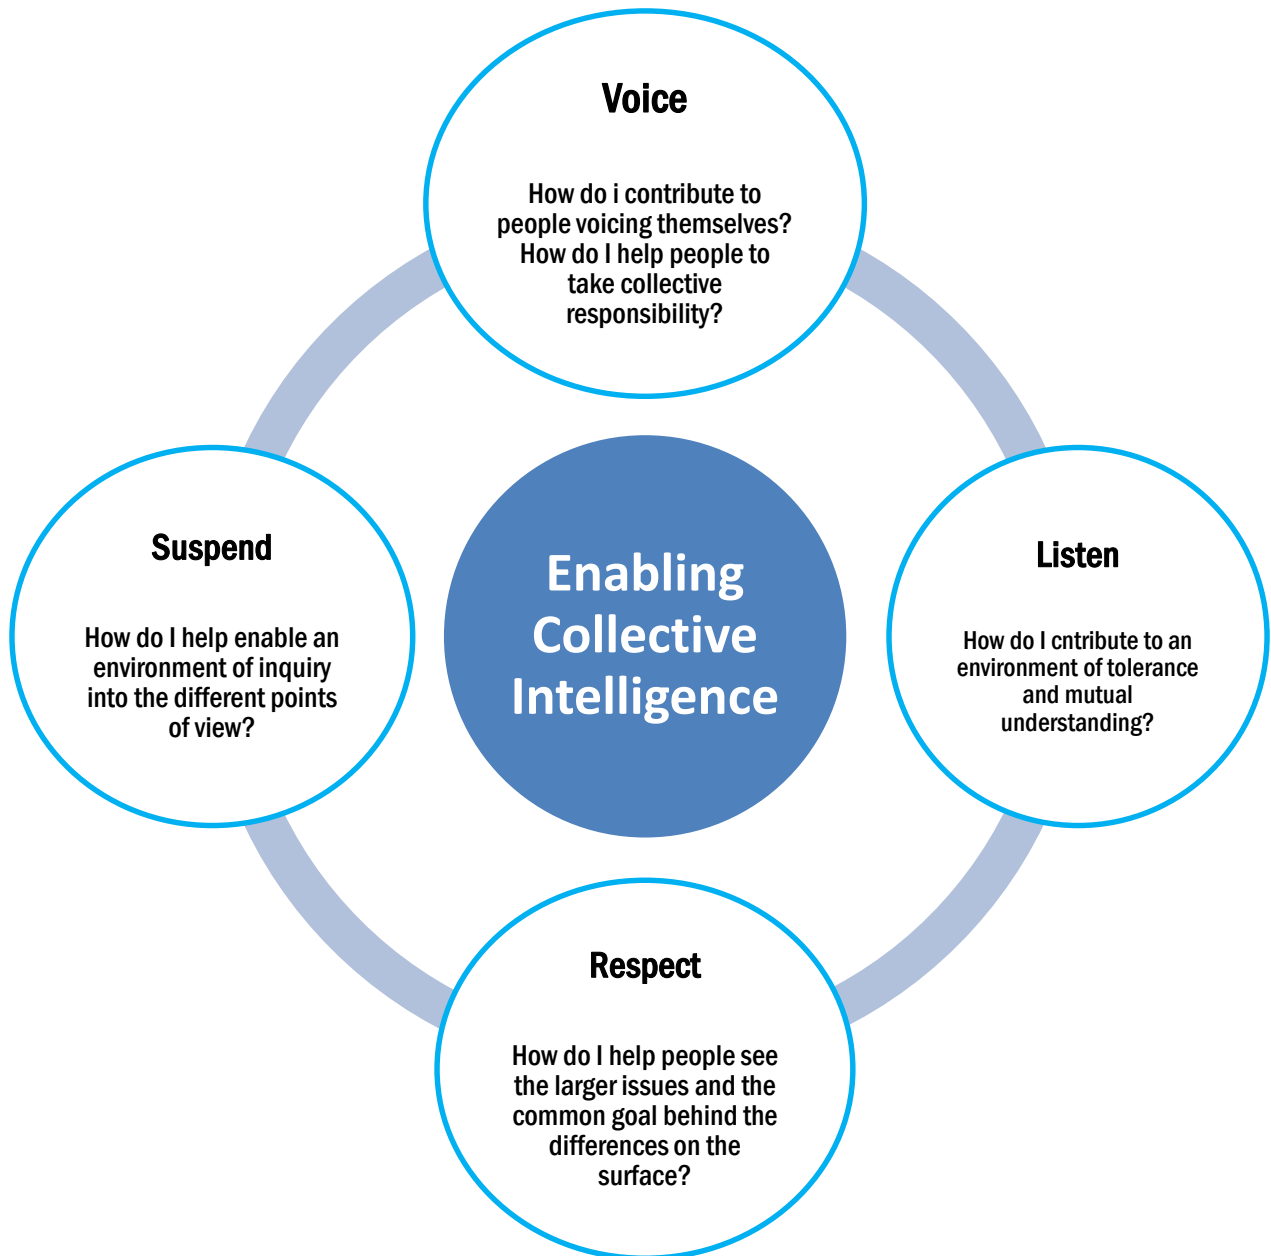 Voice
How do i contribute to
people voicing themselves?
How do I help people to
take collective
responsibility?
Suspend
How do I help enable an
environment of inquiry
into the different points
of view?
Enabling
Collective
Intelligence
Listen
How do I cntribute to an
environment of tolerance
and mutual
understanding?
Respect
How do I help people see
the larger issues and the
common goal behind the
differences on the
surface?